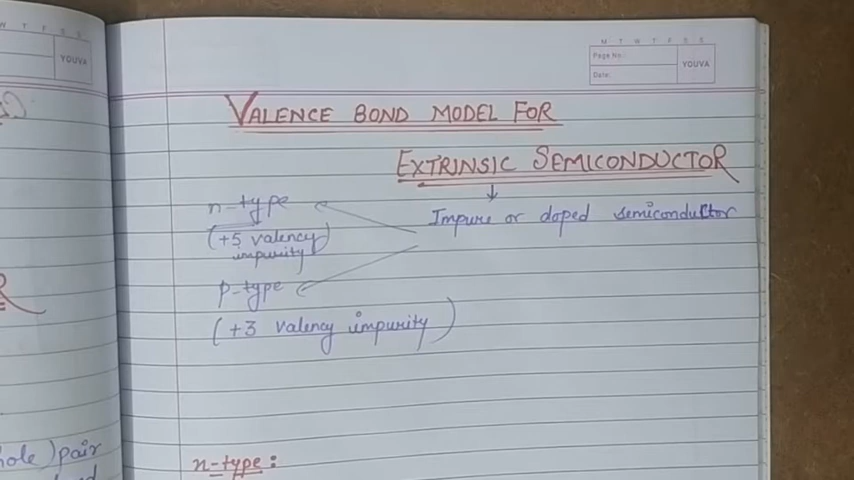 W T F S S
YOUVA
M T W T F S S
Page No.:
YOUVA
Date:
VALENCE BOND MODEL FOR
EXTRINSIC SEMICONDUCTOR
n-type
Impure or doped semiconductor
(+5 valency
impurity)
p-type
(+3 valency impurity)
hole) pair
n-type: